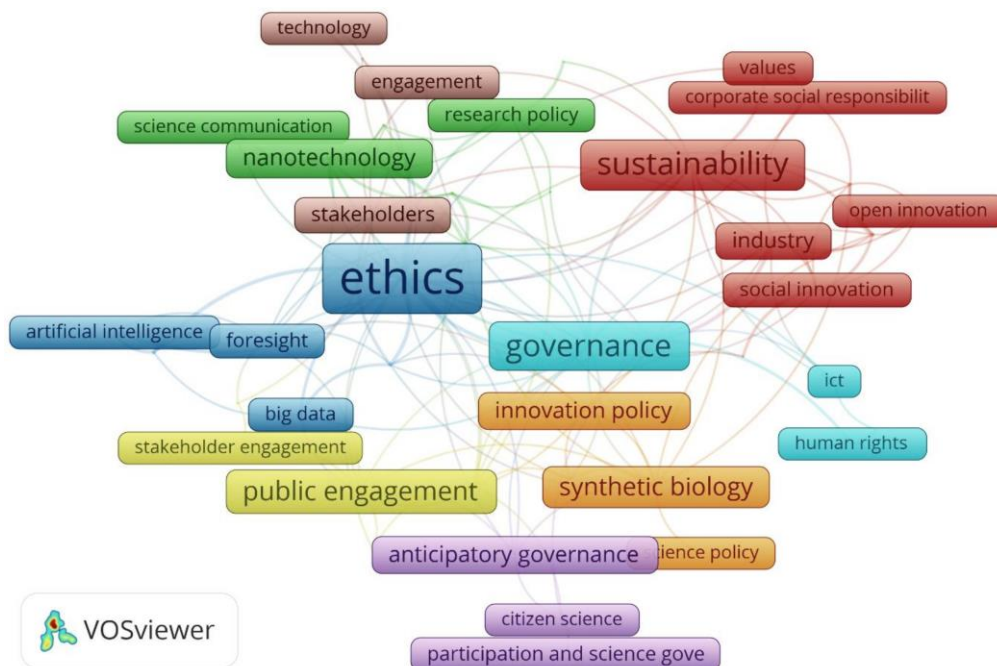 technology
engagement
values
corporate social responsibilit
research policy
science communication
nanotechnology
sustainability
stakeholders
open innovation
industry
ethics
social innovation
artificial intelligence
foresight
governance
ict
big data
innovation policy
stakeholder engagement
human rights
public engagement
synthetic biology
anticipatory governance
science policy
citizen science
participation and science gove
VOSviewer